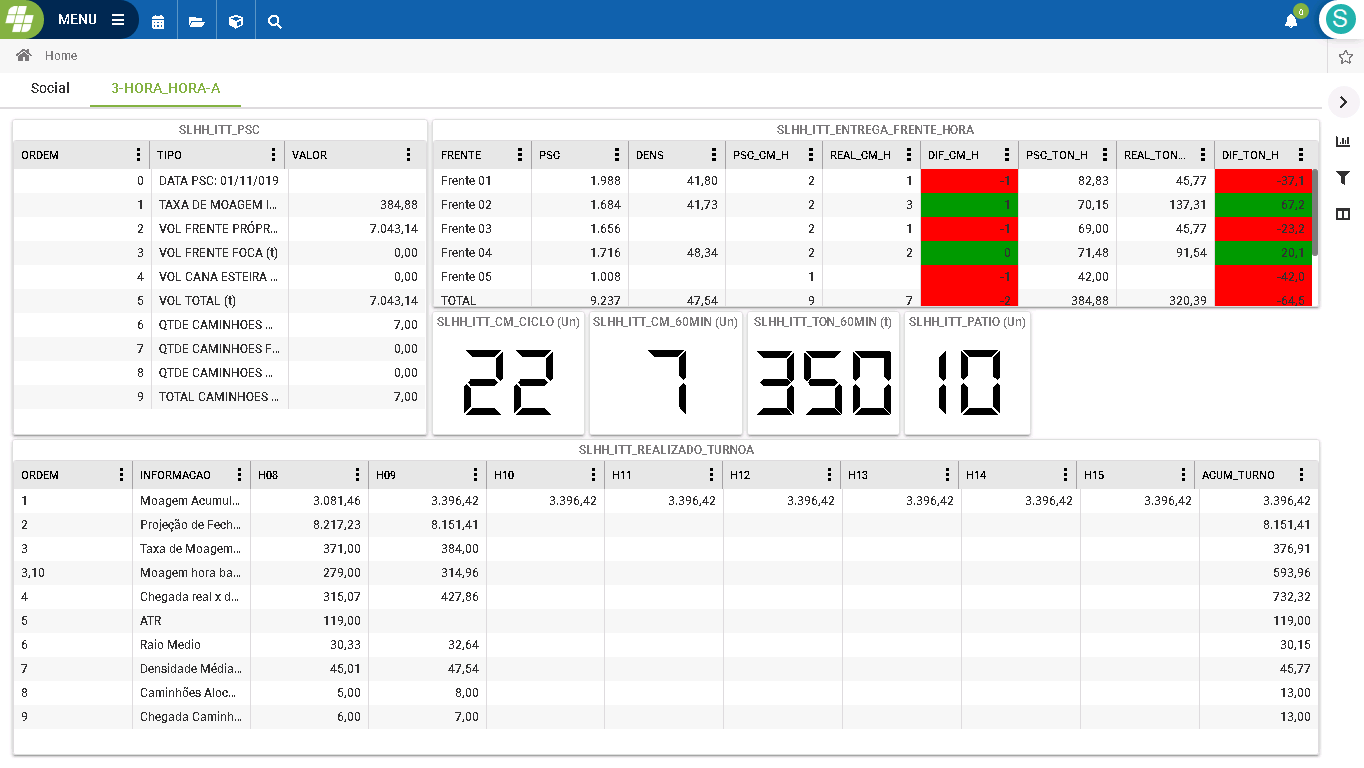 MENU
0
S
Home
Social 3-HORA_HORA-A
SLHH_ITT_PSC
ORDEM TIPO VALOR
0 DATA PSC: 01/11/019
1 TAXA DE MOAGEM I... 384,88
2 VOL FRENTE PRÓPR... 7.043,14
3 VOL FRENTE FOCA (t) 0,00
4 VOL CANA ESTEIRA ... 0,00
5 VOL TOTAL (t) 7.043,14
6 QTDE CAMINHOES ... 7,00
7 QTDE CAMINHOES F... 0,00
8 QTDE CAMINHOES ... 0,00
9 TOTAL CAMINHOES ... 7,00
SLHH_ITT_ENTREGA_FRENTE_HORA
FRENTE PSC DENS PSC_CM_H REAL_CM_H DIF_CM_H PSC_TON_H REAL_TON... DIF_TON_H
Frente 01 1.988 41,80 2 1 -1 82,83 45,77 -37,1
Frente 02 1.684 41,73 2 3 1 70,15 137,31 67,2
Frente 03 1.656 2 1 -1 69,00 45,77 -23,2
Frente 04 1.716 48,34 2 2 0 71,48 91,54 20,1
Frente 05 1.008 1 -1 42,00 -42,0
TOTAL 9.237 47,54 9 7 -2 384,88 320,39 -64,5
SLHH_ITT_CM_CICLO (Un) SLHH_ITT_CM_60MIN (Un) SLHH_ITT_TON_60MIN (t) SLHH_ITT_PATIO (Un)
22 7 350 10
SLHH_ITT_REALIZADO_TURNOA
ORDEM INFORMACAO H08 H09 H10 H11 H12 H13 H14 H15 ACUM_TURNO
1 Moagem Acumul... 3.081,46 3.396,42 3.396,42 3.396,42 3.396,42 3.396,42 3.396,42 3.396,42 3.396,42
2 Projeção de Fech... 8.217,23 8.151,41 8.151,41
3 Taxa de Moagem... 371,00 384,00 376,91
3,10 Moagem hora ba... 279,00 314,96 593,96
4 Chegada real x d... 315,07 427,86 732,32
5 ATR 119,00 119,00
6 Raio Medio 30,33 32,64 30,15
7 Densidade Média... 45,01 47,54 45,77
8 Caminhões Aloc... 5,00 8,00 13,00
9 Chegada Caminh... 6,00 7,00 13,00